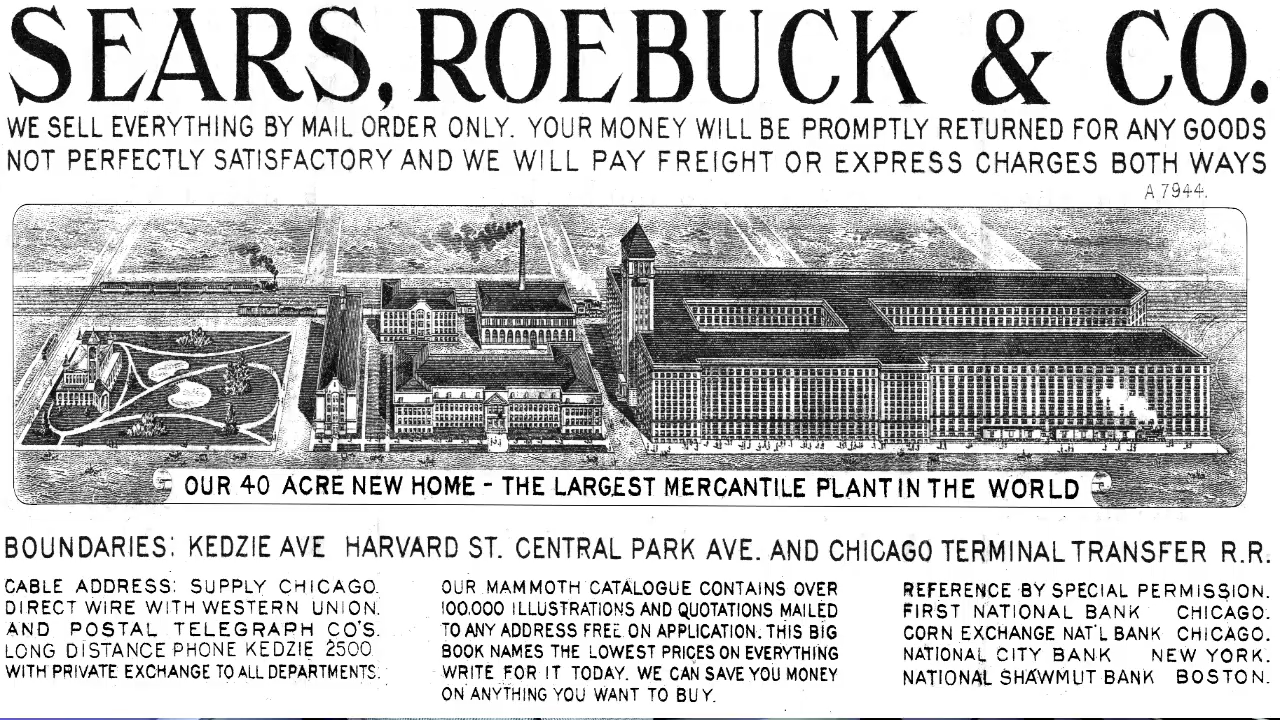 SEARS, ROEBUCK & CO.
WE SELL EVERYTHING BY MAIL ORDER ONLY. YOUR MONEY WILL BE PROMPTLY RETURNED FOR ANY GOODS
NOT PERFECTLY SATISFACTORY AND WE WILL PAY FREIGHT OR EXPRESS CHARGES BOTH WAYS
A 7944.
OUR 40 ACRE NEW HOME - THE LARGEST MERCANTILE PLANT IN THE WORLD
BOUNDARIES: KEDZIE AVE HARVARD ST. CENTRAL PARK AVE. AND CHICAGO TERMINAL TRANSFER R.R.
CABLE ADDRESS: SUPPLY CHICAGO.
DIRECT WIRE WITH WESTERN UNION.
AND POSTAL TELEGRAPH CO'S.
LONG DISTANCE PHONE KEDZIE 2500
WITH PRIVATE EXCHANGE TO ALL DEPARTMENTS.
OUR MAMMOTH CATALOGUE CONTAINS OVER
100.000 ILLUSTRATIONS AND QUOTATIONS MAILED
TO ANY ADDRESS FREE ON APPLICATION. THIS BIG
BOOK NAMES THE LOWEST PRICES ON EVERYTHING
WRITE FOR IT TODAY. WE CAN SAVE YOU MONEY
ON ANYTHING YOU WANT TO BUY.
REFERENCE BY SPECIAL PERMISSION.
FIRST NATIONAL BANK CHICAGO.
CORN EXCHANGE NAT'L BANK CHICAGO.
NATIONAL CITY BANK NEW YORK.
NATIONAL SHAWMUT BANK BOSTON.